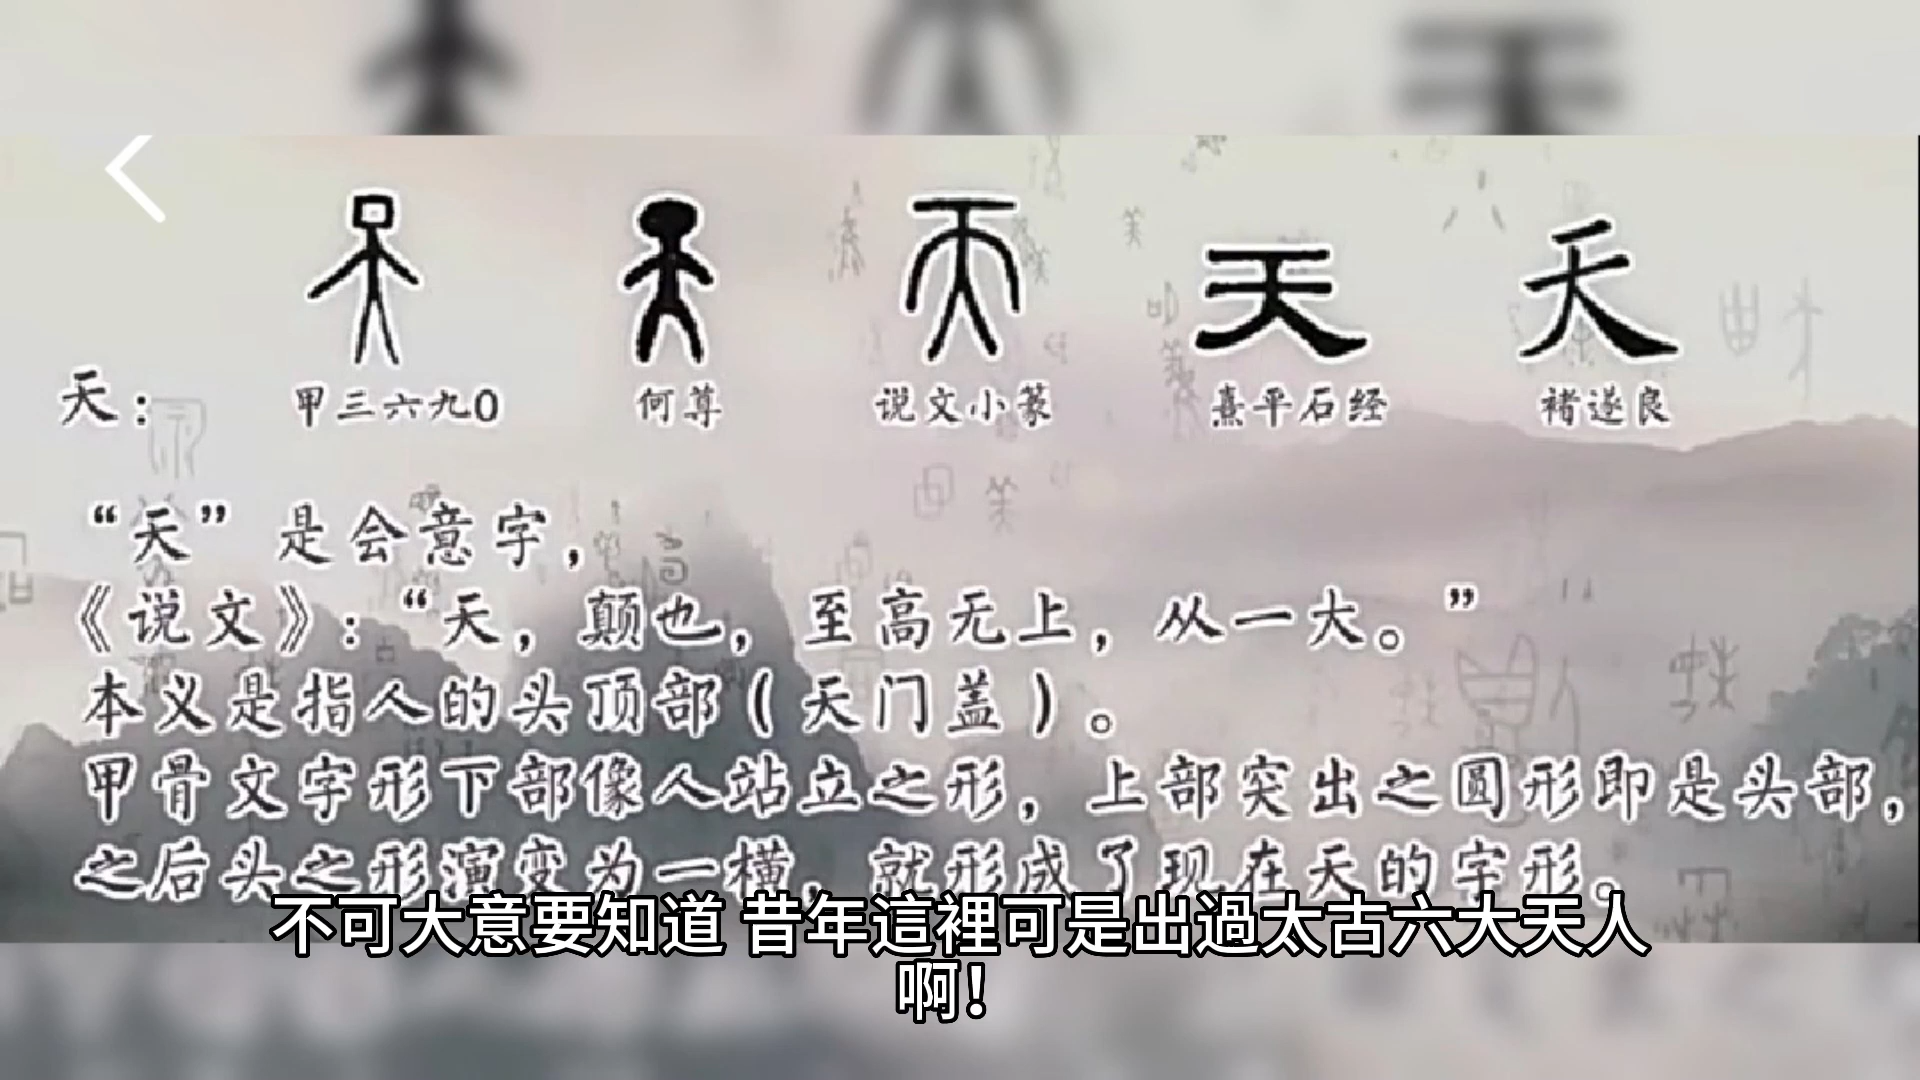 天：
甲三六九0 何尊 说文小篆 熹平石经 褚遂良
“天”是会意字，
《说文》：“天，颠也，至高无上，从一大。”
本义是指人的头顶部（天门盖）。
甲骨文字形下部像人站立之形，上部突出之圆形即是头部，
之后头之形演变为一横，就形成了现在天的字形。
不可大意要知道 昔年這裡可是出過太古六大天人
啊！